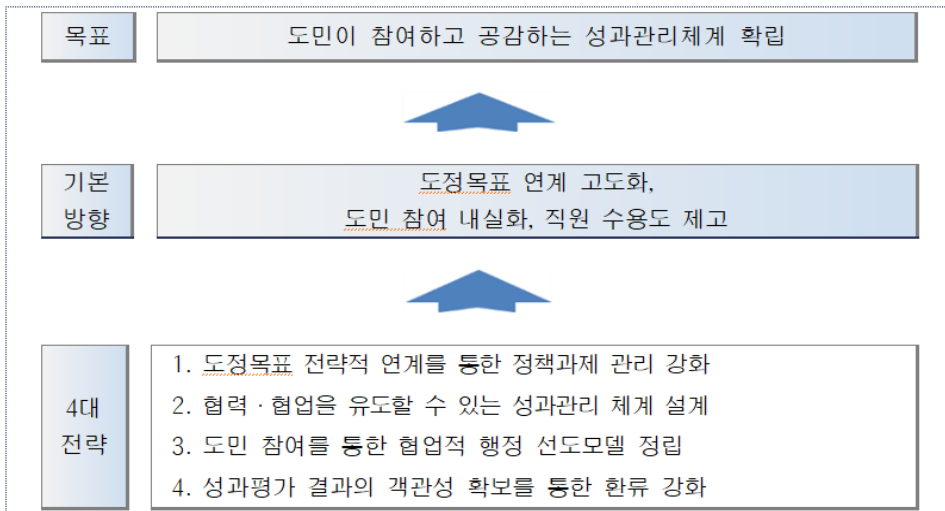 목표
도민이 참여하고 공감하는 성과관리체계 확립
기본
방향
도정목표 연계 고도화,
도민 참여 내실화, 직원 수용도 제고
4대
전략
1. 도정목표 전략적 연계를 통한 정책과제 관리 강화
2. 협력·협업을 유도할 수 있는 성과관리 체계 설계
3. 도민 참여를 통한 협업적 행정 선도모델 정립
4. 성과평가 결과의 객관성 확보를 통한 환류 강화